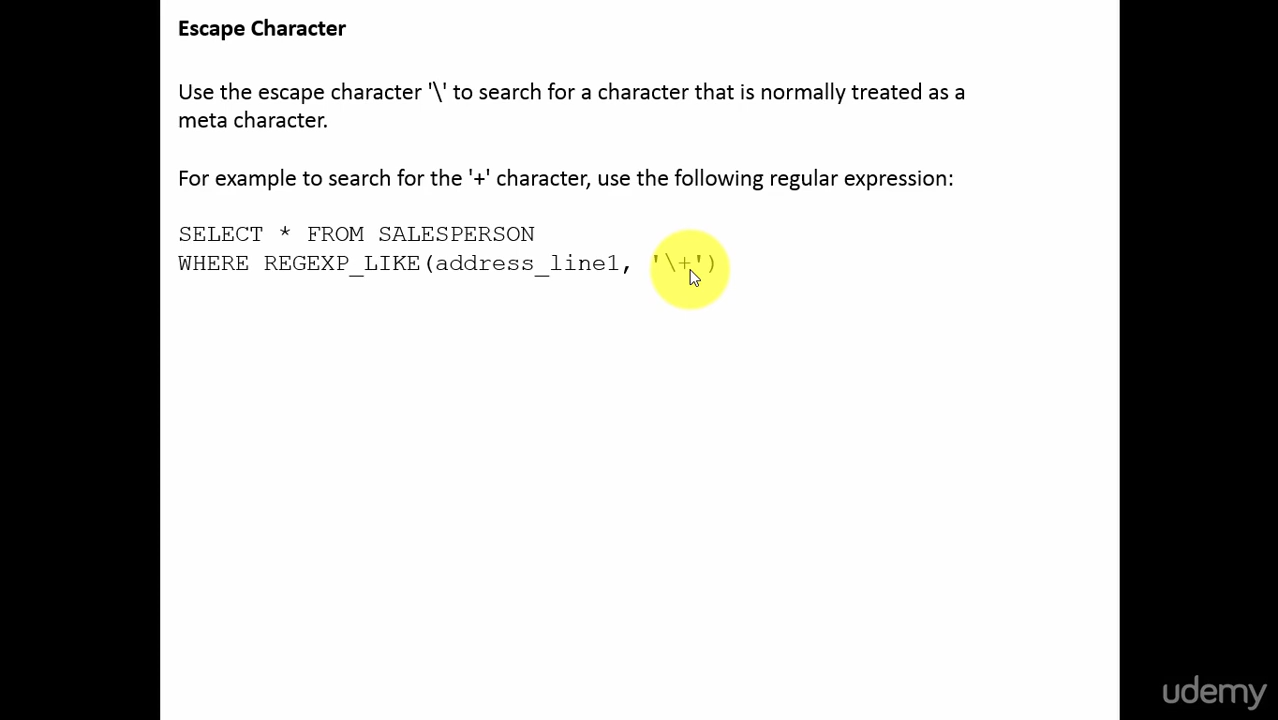 Escape Character
Use the escape character '\' to search for a character that is normally treated as a
meta character.
For example to search for the '+' character, use the following regular expression:
SELECT * FROM SALESPERSON
WHERE REGEXP_LIKE(address_line1, '\+')
udemy